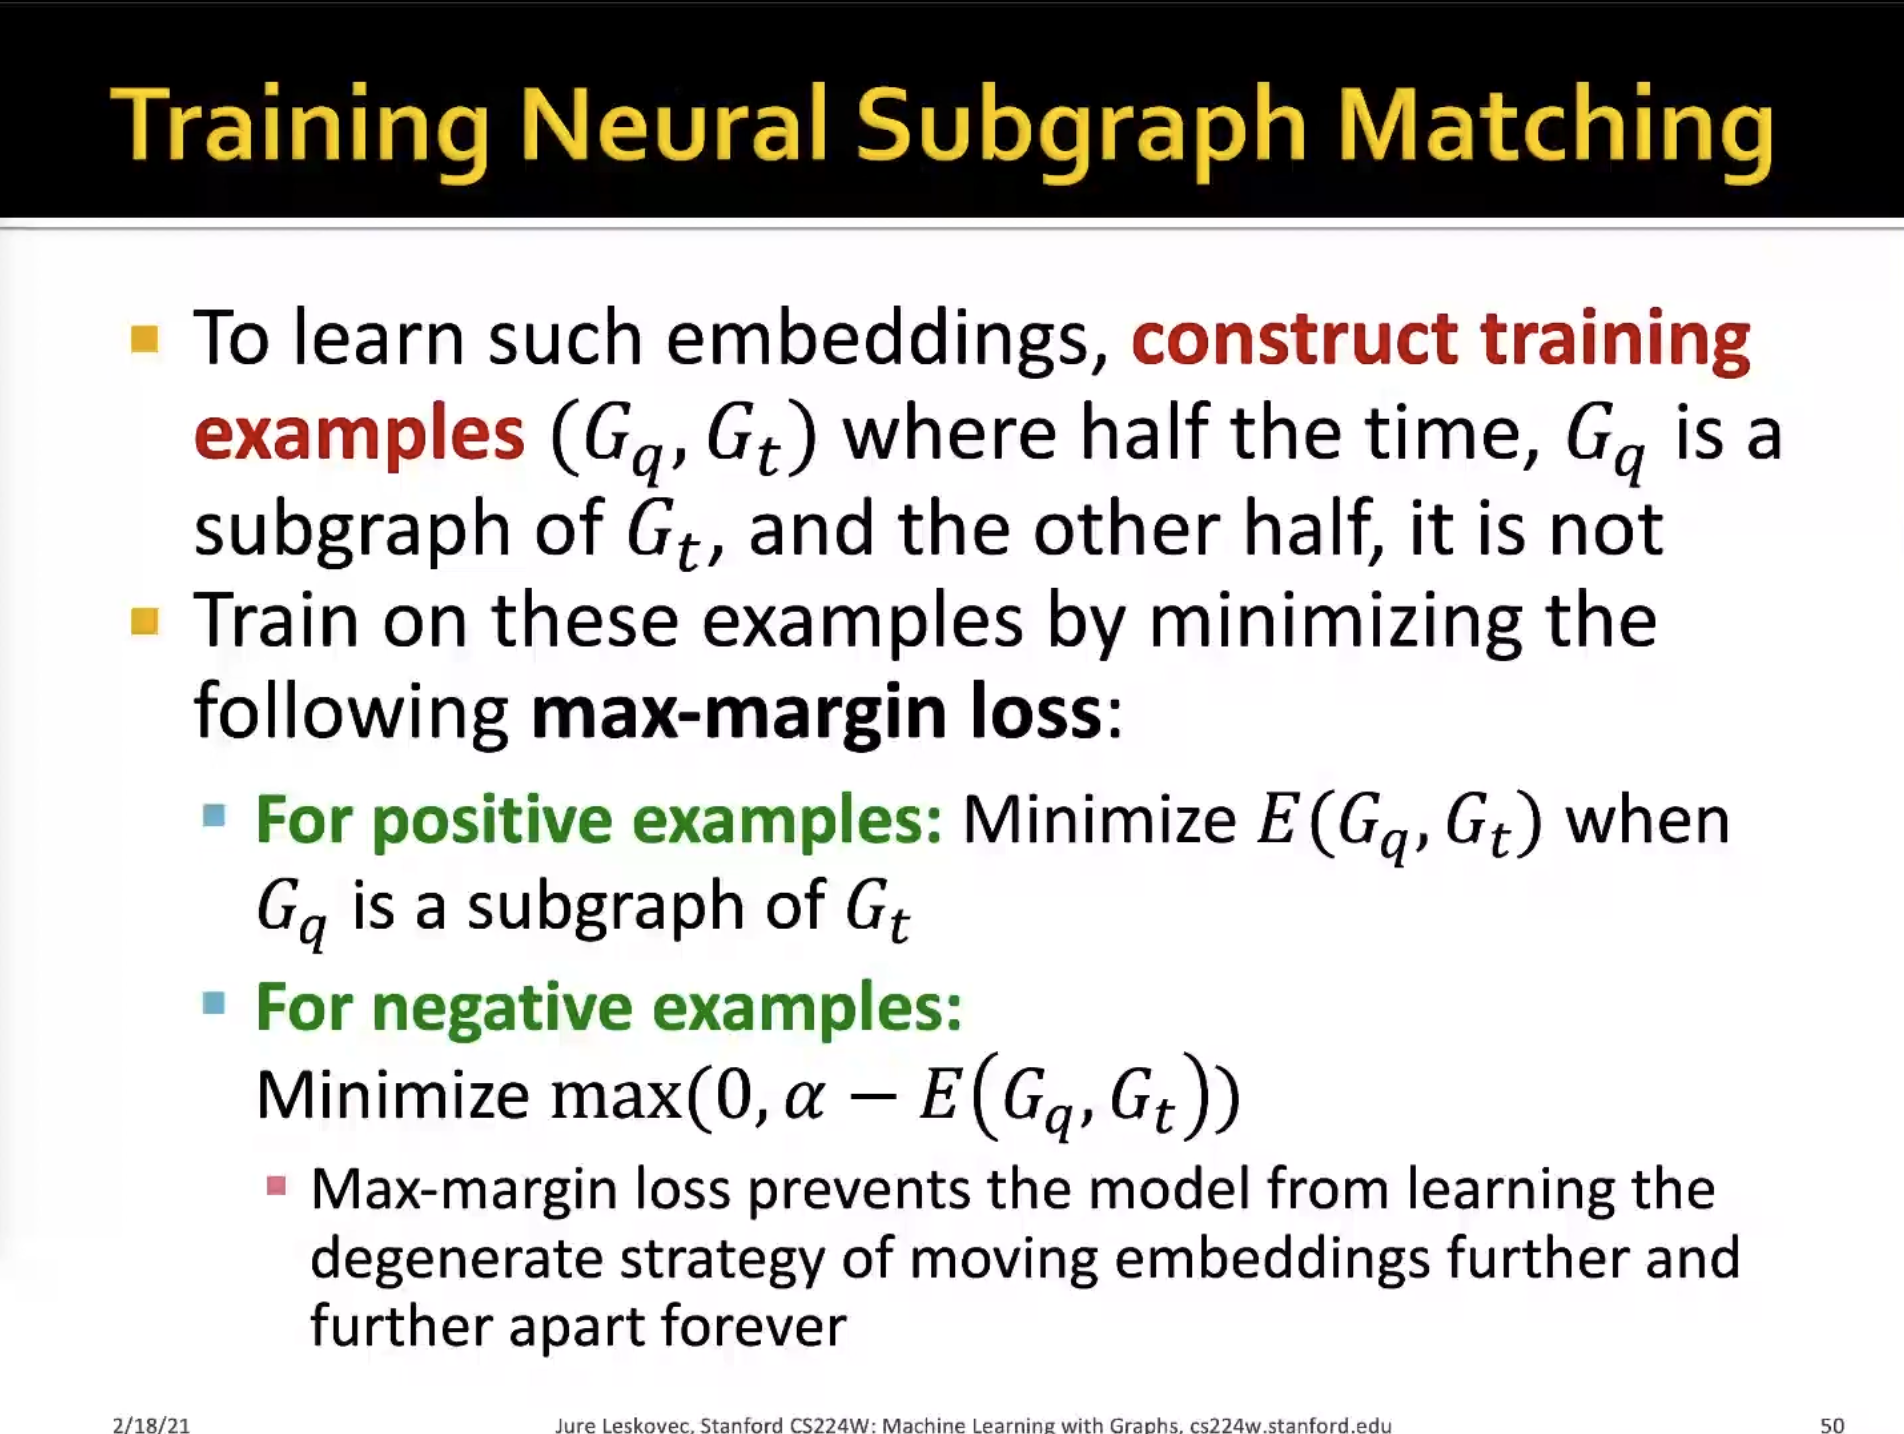 Training Neural Subgraph Matching
To learn such embeddings, construct training
examples (G_q, G_t) where half the time, G_q is a
subgraph of G_t, and the other half, it is not
Train on these examples by minimizing the
following max-margin loss:
For positive examples: Minimize E(G_q, G_t) when
G_q is a subgraph of G_t
For negative examples:
Minimize max(0, α − E(G_q, G_t))
Max-margin loss prevents the model from learning the
degenerate strategy of moving embeddings further and
further apart forever
2/18/21
Jure Leskovec, Stanford CS224W: Machine Learning with Graphs, cs224w.stanford.edu
50